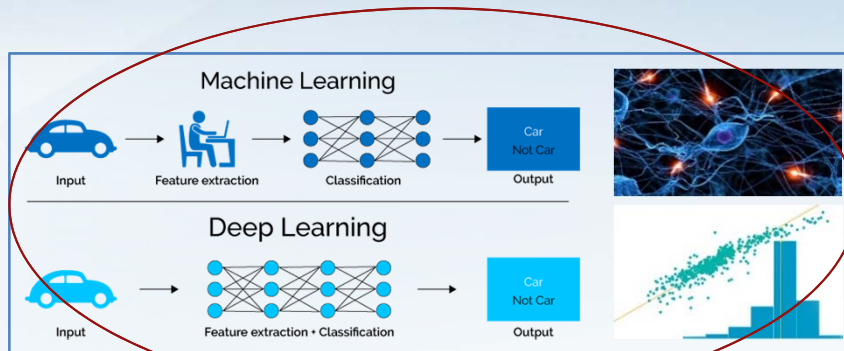 Machine Learning
Car
Not Car
Input
Feature extraction
Classification
Output
Deep Learning
Car
Not Car
Input
Feature extraction + Classification
Output